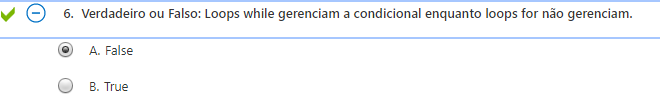 6. Verdadeiro ou Falso: Loops while gerenciam a condicional enquanto loops for não gerenciam.
A. False
B. True